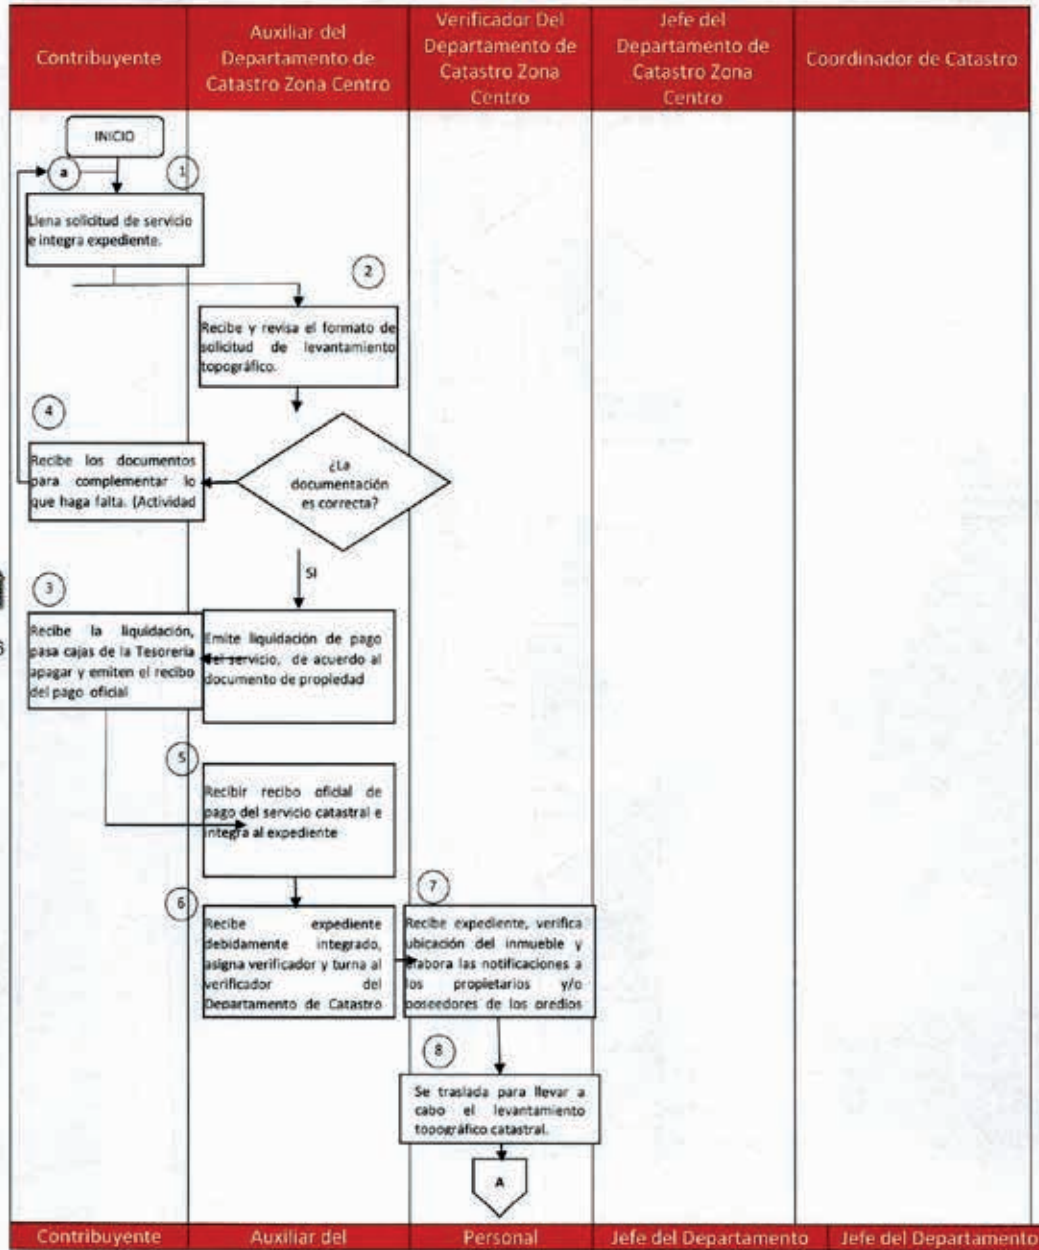 Contribuyente
Auxiliar del
Departamento de
Catastro Zona Centro
Verificador Del
Departamento de
Catastro Zona
Centro
Jefe del
Departamento de
Catastro Zona
Centro
Coordinador de Catastro
INICIO
a
1
Llena solicitud de servicio
e integra expediente.
2
Recibe y revisa el formato de
solicitud de levantamiento
topográfico.
4
Recibe los documentos
para complementar lo
que haga falta. (Actividad
¿La
documentación
es correcta?
SI
3
Recibe la liquidación,
pasa cajas de la Tesorería
apagar y emiten el recibo
del pago oficial
Emite liquidación de pago
del servicio, de acuerdo al
documento de propiedad
5
Recibir recibo oficial de
pago del servicio catastral e
integra al expediente
6
Recibe expediente
debidamente integrado,
asigna verificador y turna al
verificador del
Departamento de Catastro
7
Recibe expediente, verifica
ubicación del inmueble y
elabora las notificaciones a
los propietarios y/o
poseedores de los predios
8
Se traslada para llevar a
cabo el levantamiento
topográfico catastral.
A
Contribuyente
Auxiliar del
Personal
Jefe del Departamento
Jefe del Departamento